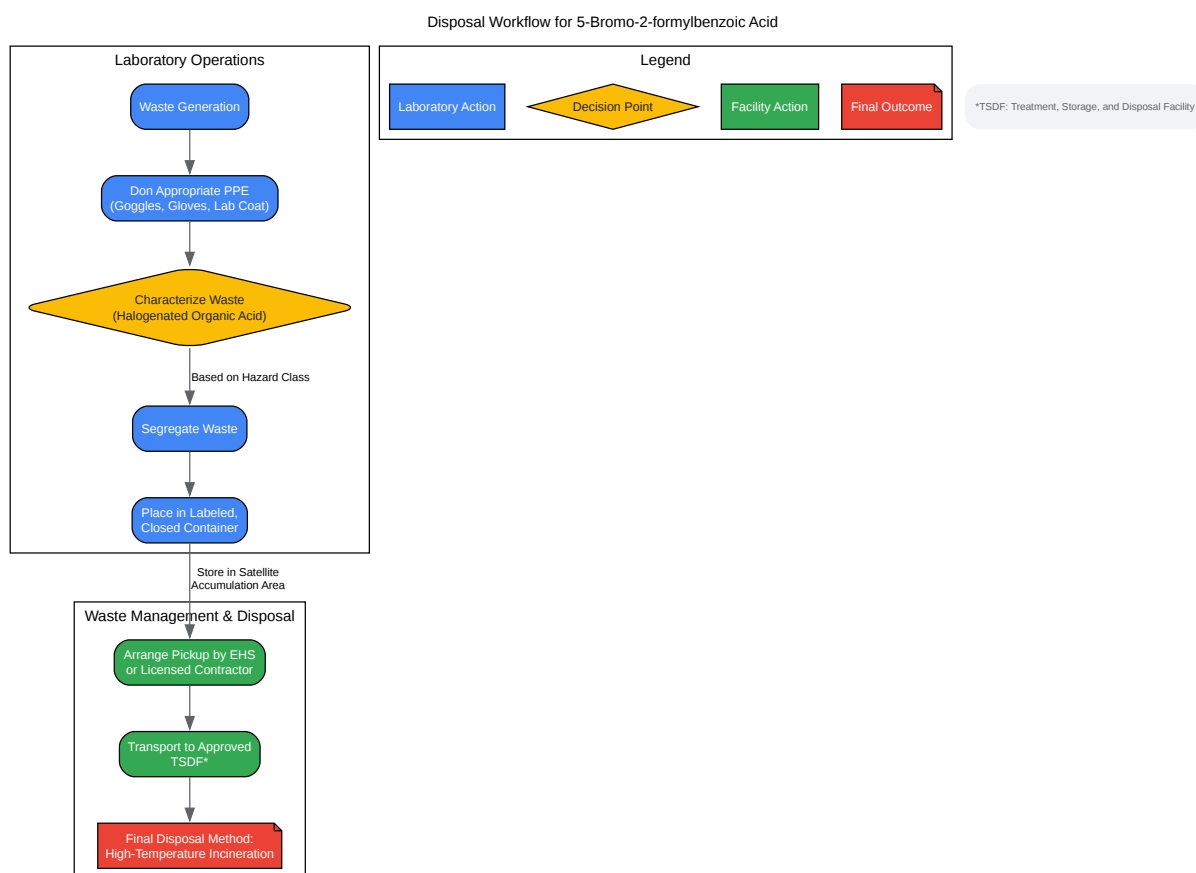 Disposal Workflow for 5-Bromo-2-formylbenzoic Acid
Laboratory Operations
Waste Generation
Don Appropriate PPE
(Goggles, Gloves, Lab Coat)
Characterize Waste
(Halogenated Organic Acid)
Based on Hazard Class
Segregate Waste
Place in Labeled,
Closed Container
Store in Satellite
Accumulation Area
Waste Management & Disposal
Arrange Pickup by EHS
or Licensed Contractor
Transport to Approved
TSDF*
Final Disposal Method:
High-Temperature Incineration
Legend
Laboratory Action
Decision Point
Facility Action
Final Outcome
*TSDF: Treatment, Storage, and Disposal Facility